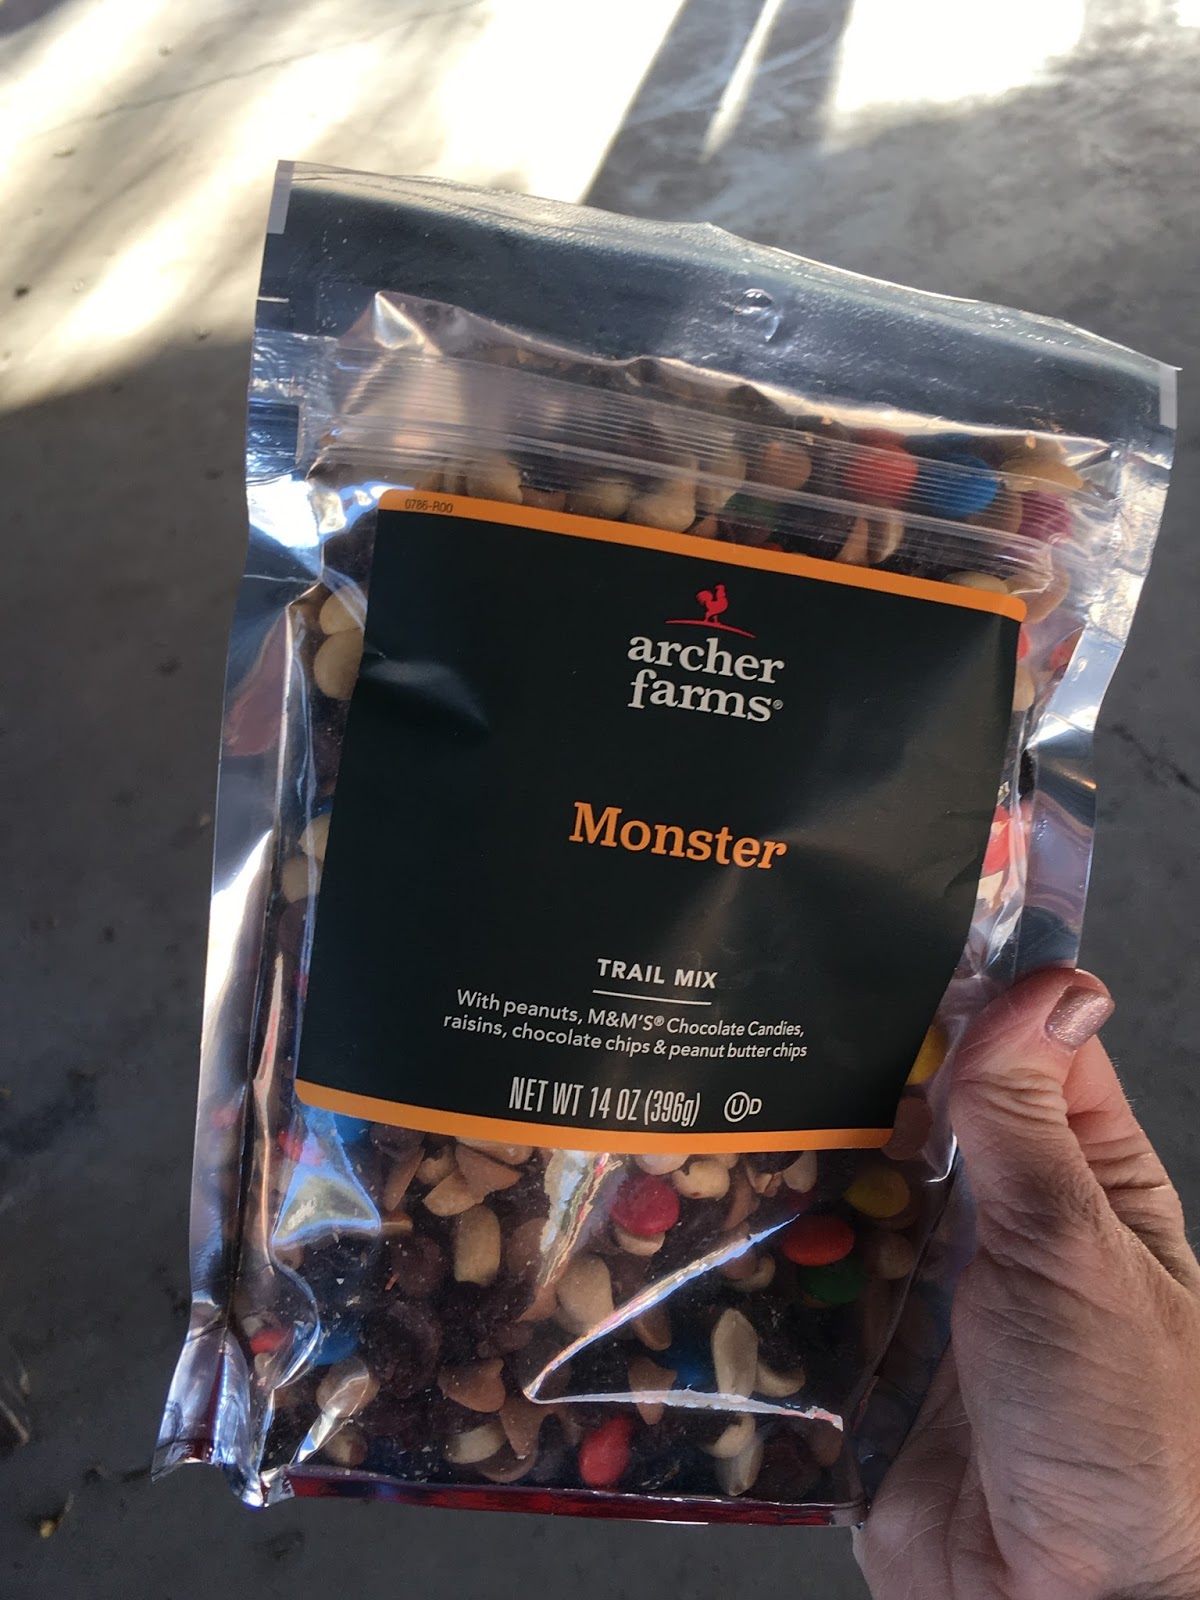 0786-R00
archer
farms®
Monster
TRAIL MIX
With peanuts, M&M'S® Chocolate Candies,
raisins, chocolate chips & peanut butter chips
NET WT 14 OZ (396g) ⓊD